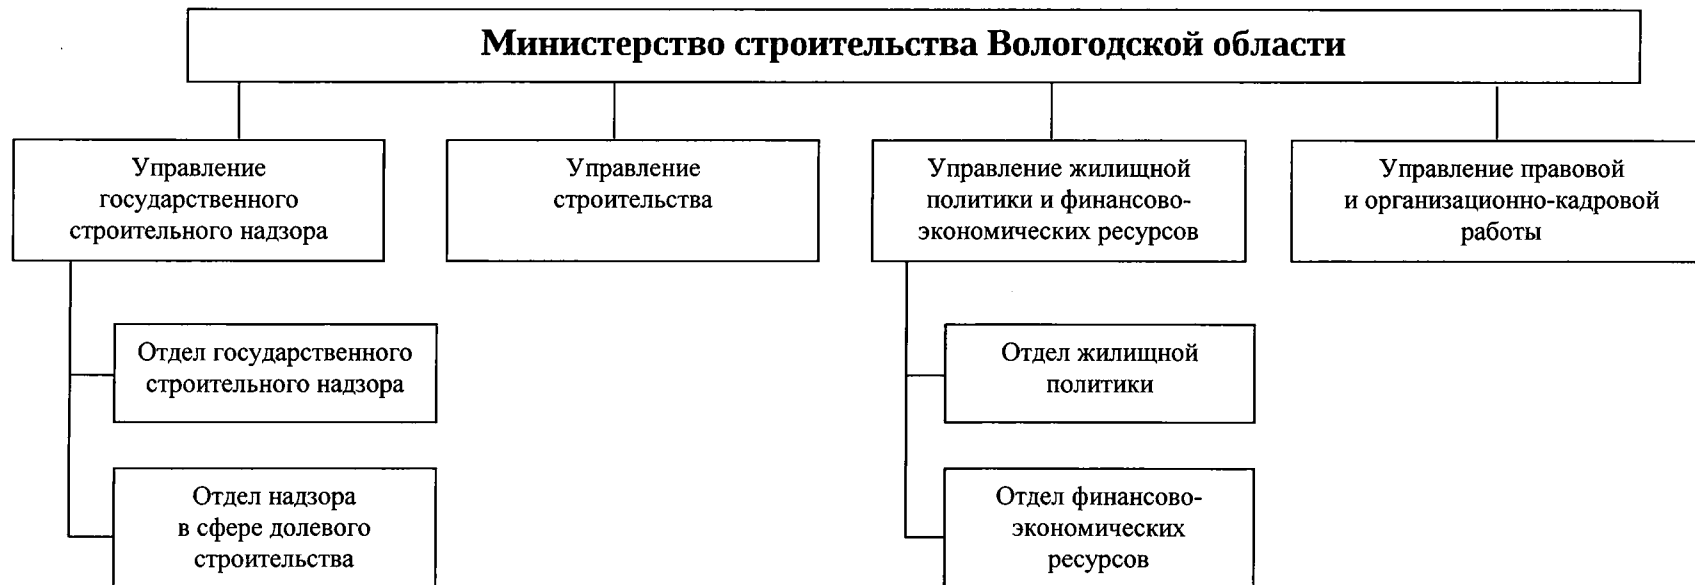 Министерство строительства Вологодской области
Управление
государственного
строительного надзора
Управление
строительства
Управление жилищной
политики и финансово-
экономических ресурсов
Управление правовой
и организационно-кадровой
работы
Отдел государственного
строительного надзора
Отдел жилищной
политики
Отдел надзора
в сфере долевого
строительства
Отдел финансово-
экономических
ресурсов